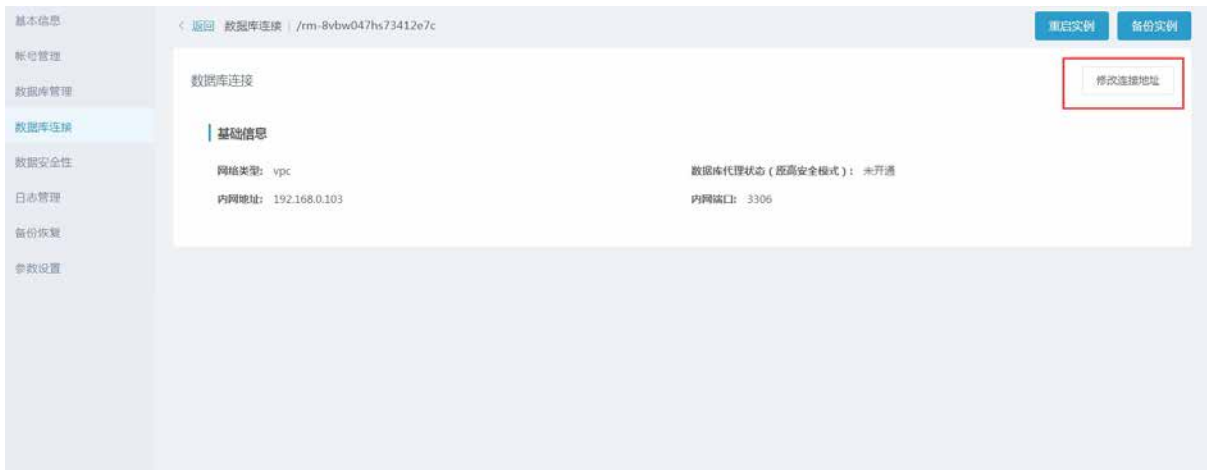 基本信息
帐号管理
数据库管理
数据库连接
数据安全性
日志管理
备份恢复
参数设置
< 返回 数据库连接 | /rm-8vbw047hs73412e7c
重启实例 备份实例
数据库连接
修改连接地址
基础信息
网络类型: vpc
数据库代理状态 ( 原高安全模式 ) : 未开通
内网地址: 192.168.0.103
内网端口: 3306